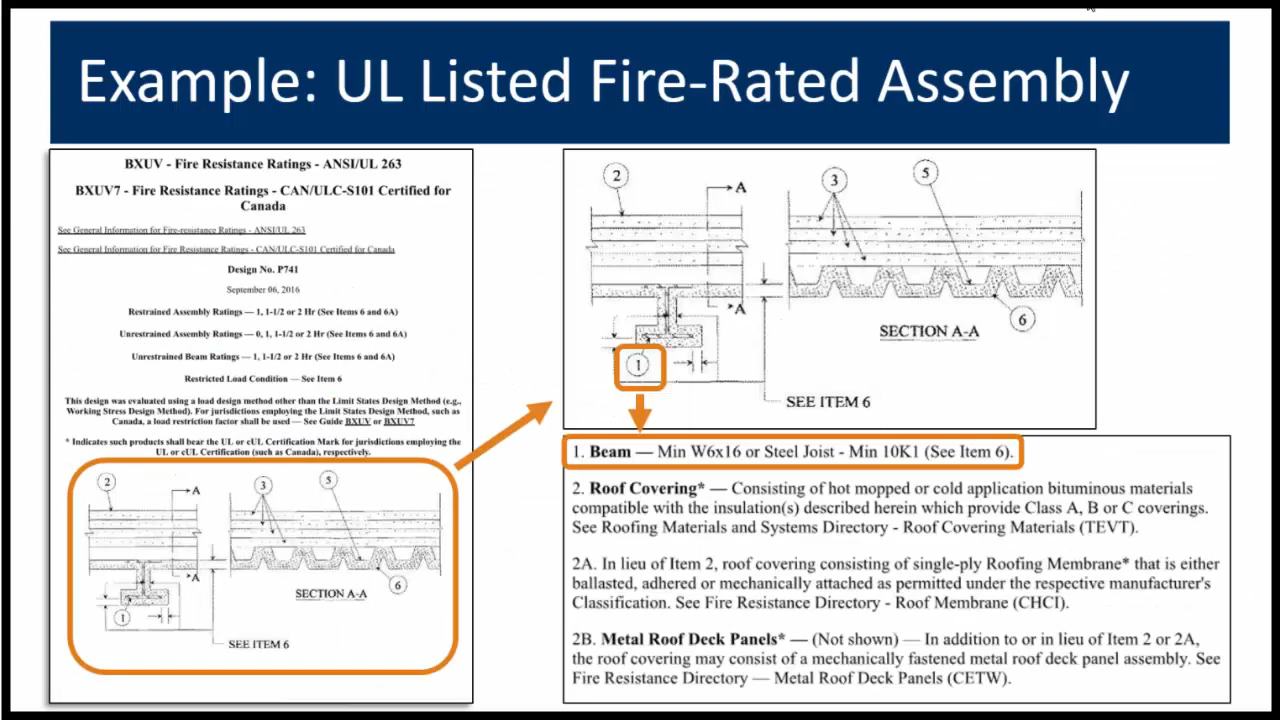 Example: UL Listed Fire-Rated Assembly
BXUV - Fire Resistance Ratings - ANSI/UL 263
BXUV7 - Fire Resistance Ratings - CAN/ULC-S101 Certified for
Canada
See General Information for Fire-resistance Ratings - ANSI/UL 263
See General Information for Fire Resistance Ratings - CAN/ULC-S101 Certified for Canada
Design No. P741
September 06, 2016
Restrained Assembly Ratings — 1, 1-1/2 or 2 Hr (See Items 6 and 6A)
Unrestrained Assembly Ratings — 0, 1, 1-1/2 or 2 Hr (See Items 6 and 6A)
Unrestrained Beam Ratings — 1, 1-1/2 or 2 Hr (See Items 6 and 6A)
Restricted Load Condition — See Item 6
This design was evaluated using a load design method other than the Limit States Design Method (e.g.,
Working Stress Design Method). For jurisdictions employing the Limit States Design Method, such as
Canada, a load restriction factor shall be used — See Guide BXUV or BXUV7
* Indicates such products shall bear the UL or cUL Certification Mark for jurisdictions employing the
UL or cUL Certification (such as Canada), respectively.
2 A 3 5
A
6
SECTION A-A
1
SEE ITEM 6
2 A 3 5
A
6
SECTION A-A
1
SEE ITEM 6
1. Beam — Min W6x16 or Steel Joist - Min 10K1 (See Item 6).
2. Roof Covering* — Consisting of hot mopped or cold application bituminous materials
compatible with the insulation(s) described herein which provide Class A, B or C coverings.
See Roofing Materials and Systems Directory - Roof Covering Materials (TEVT).
2A. In lieu of Item 2, roof covering consisting of single-ply Roofing Membrane* that is either
ballasted, adhered or mechanically attached as permitted under the respective manufacturer's
Classification. See Fire Resistance Directory - Roof Membrane (CHCI).
2B. Metal Roof Deck Panels* — (Not shown) — In addition to or in lieu of Item 2 or 2A,
the roof covering may consist of a mechanically fastened metal roof deck panel assembly. See
Fire Resistance Directory — Metal Roof Deck Panels (CETW).